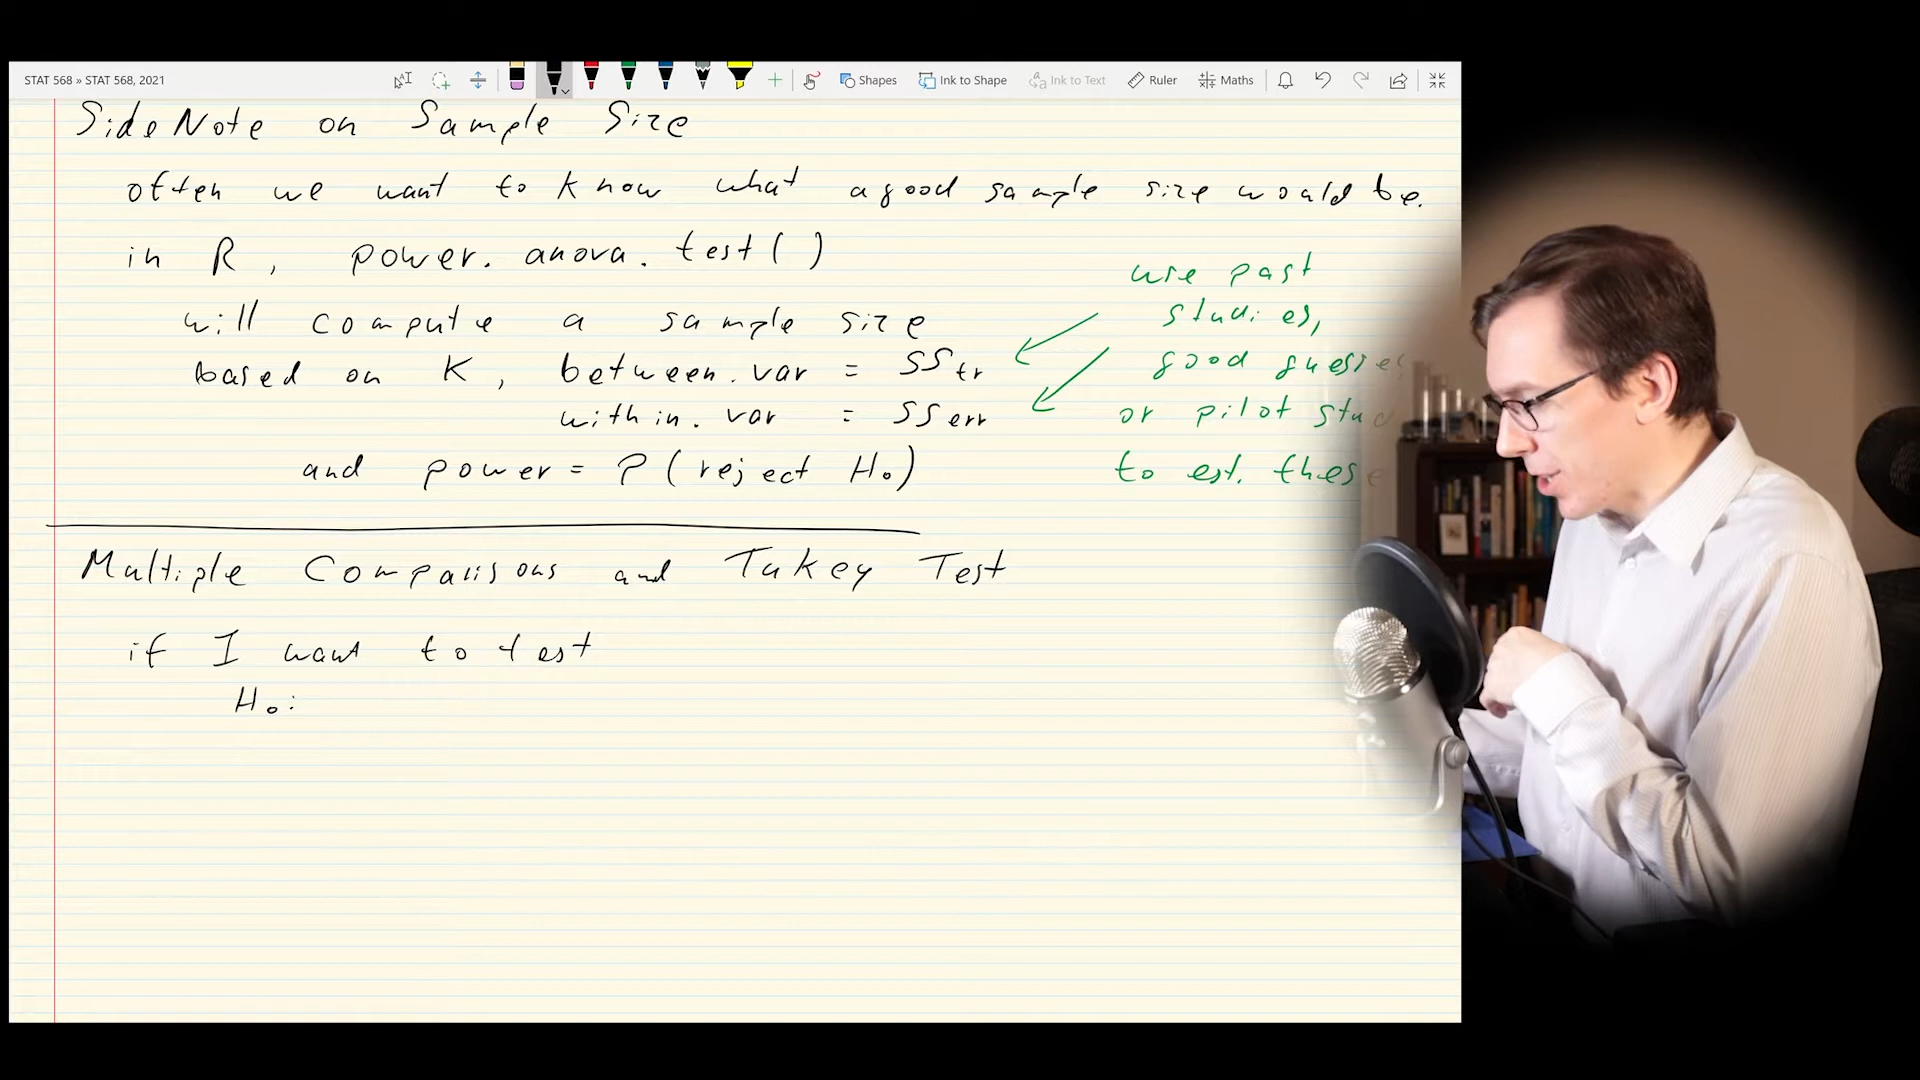 STAT 568 » STAT 568, 2021
Shapes
Ink to Shape
Ink to Text
Ruler
Maths
Side Note on Sample Size
often we want to know what a good sample size would be.
in R, power.anova.test( )
will compute a sample size
based on K, between.var = SStr
within.var = SSerr
and power = P(reject H₀)
use past
studies,
good guesses
or pilot stud
to est. these
Multiple Comparisons and Tukey Test
if I want to test
H₀: